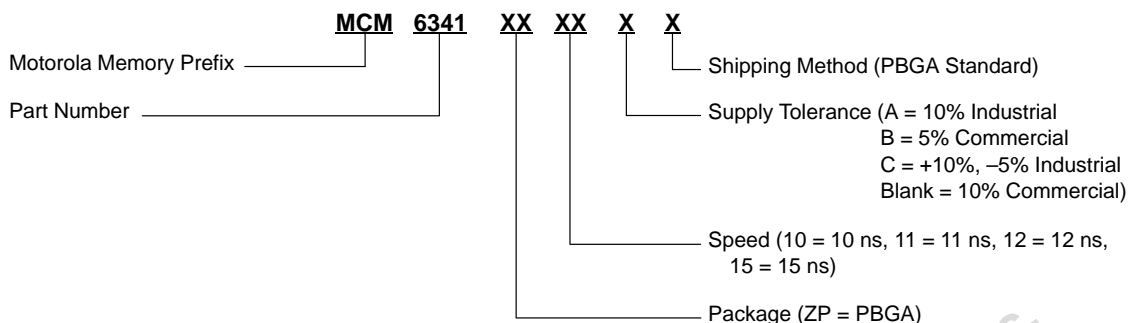 MCM 6341 XX XX X X
Motorola Memory Prefix
Part Number
Shipping Method (PBGA Standard)
Supply Tolerance (A = 10% Industrial
B = 5% Commercial
C = +10%, –5% Industrial
Blank = 10% Commercial)
Speed (10 = 10 ns, 11 = 11 ns, 12 = 12 ns,
15 = 15 ns)
Package (ZP = PBGA)